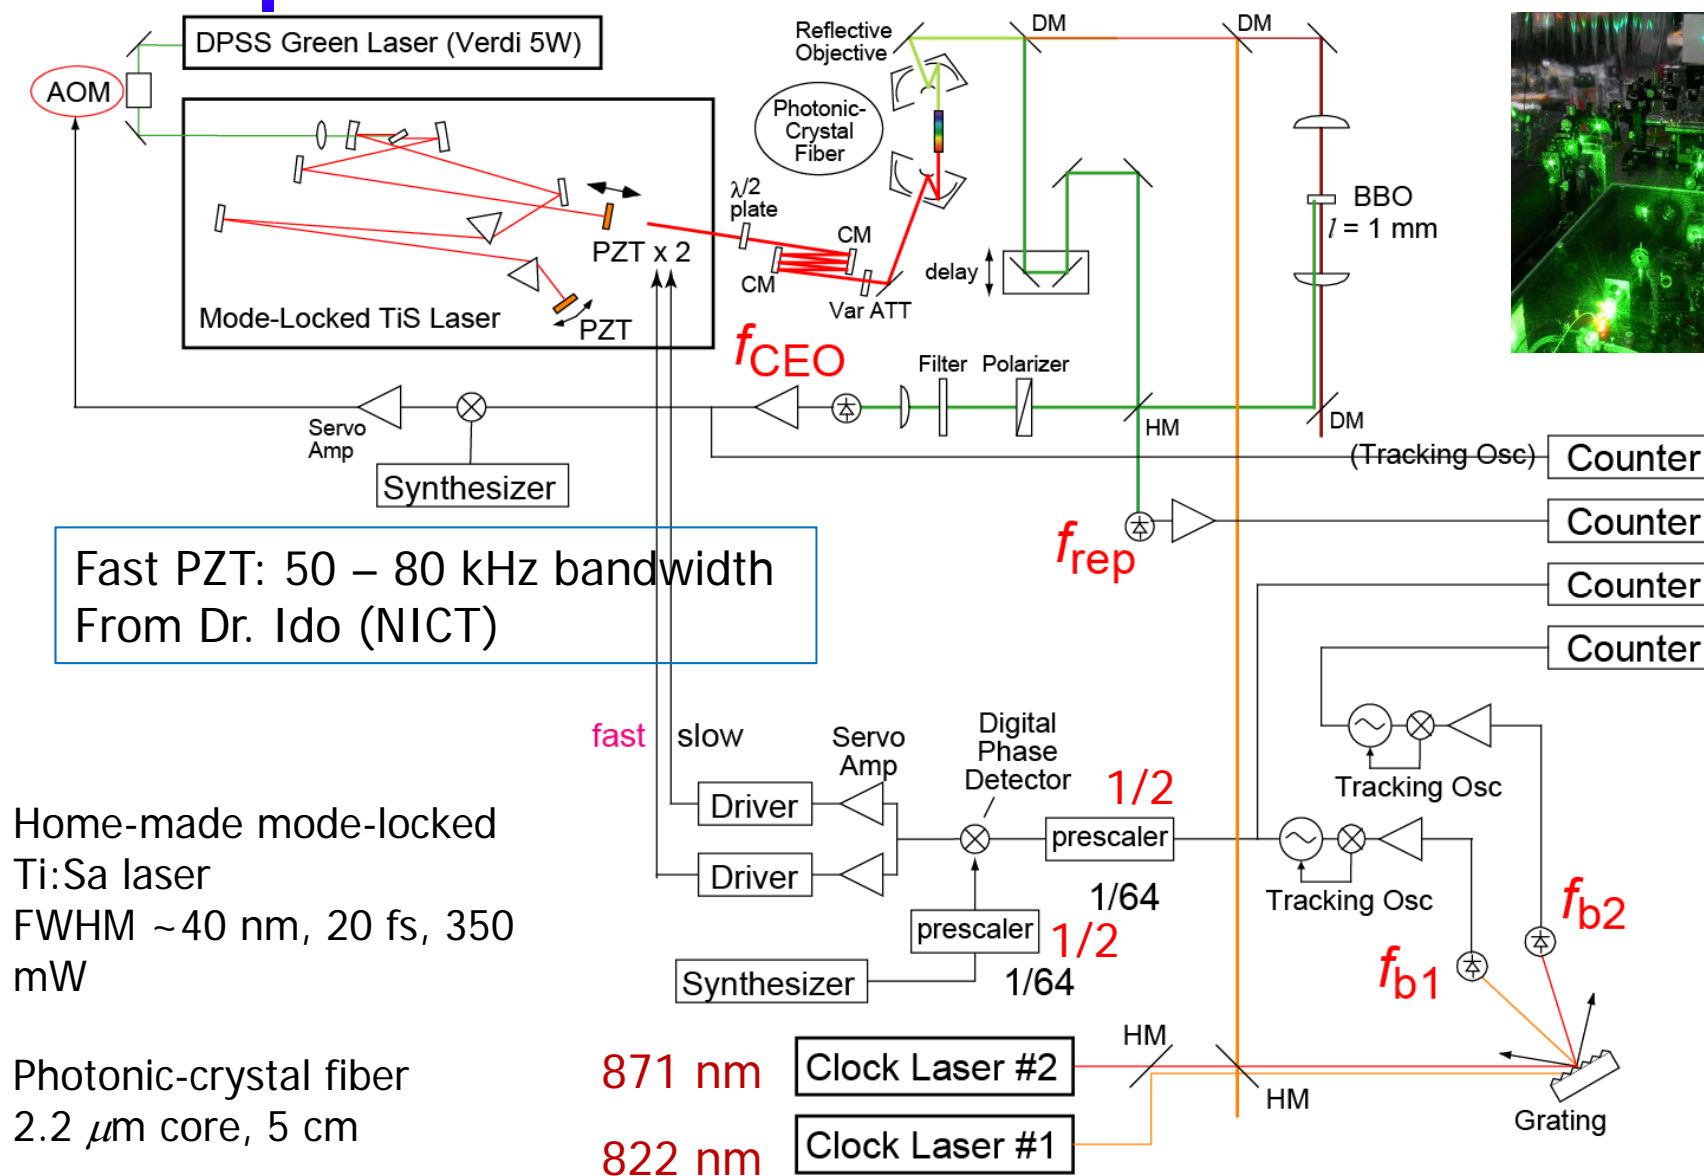 DPSS Green Laser (Verdi 5W)
AOM
Reflective
Objective
DM
DM
Photonic-
Crystal
Fiber
λ/2
plate
CM
CM
Var ATT
PZT x 2
PZT
Mode-Locked TiS Laser
delay
BBO
l = 1 mm
fCEO
Filter
Polarizer
HM
DM
Servo
Amp
Synthesizer
(Tracking Osc)
Counter
Counter
Counter
Counter
frep
Fast PZT: 50 – 80 kHz bandwidth
From Dr. Ido (NICT)
fast
slow
Servo
Amp
Digital
Phase
Detector
Driver
Driver
1/2
prescaler
1/64
prescaler
1/2
1/64
Synthesizer
Tracking Osc
Tracking Osc
fb2
fb1
Home-made mode-locked
Ti:Sa laser
FWHM ~40 nm, 20 fs, 350
mW
Photonic-crystal fiber
2.2 μm core, 5 cm
871 nm
Clock Laser #2
822 nm
Clock Laser #1
HM
HM
Grating